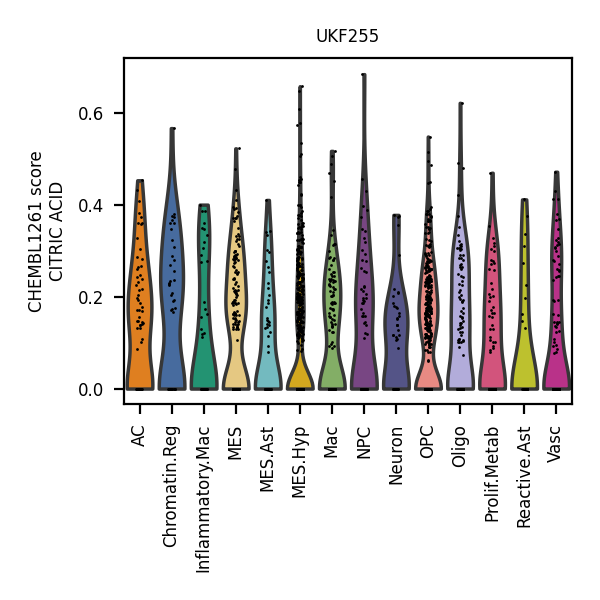 UKF255
CHEMBL1261 score
CITRIC ACID
0.6
0.4
0.2
0.0
AC
Chromatin.Reg
Inflammatory.Mac
MES
MES.Ast
MES.Hyp
Mac
NPC
Neuron
OPC
Oligo
Prolif.Metab
Reactive.Ast
Vasc